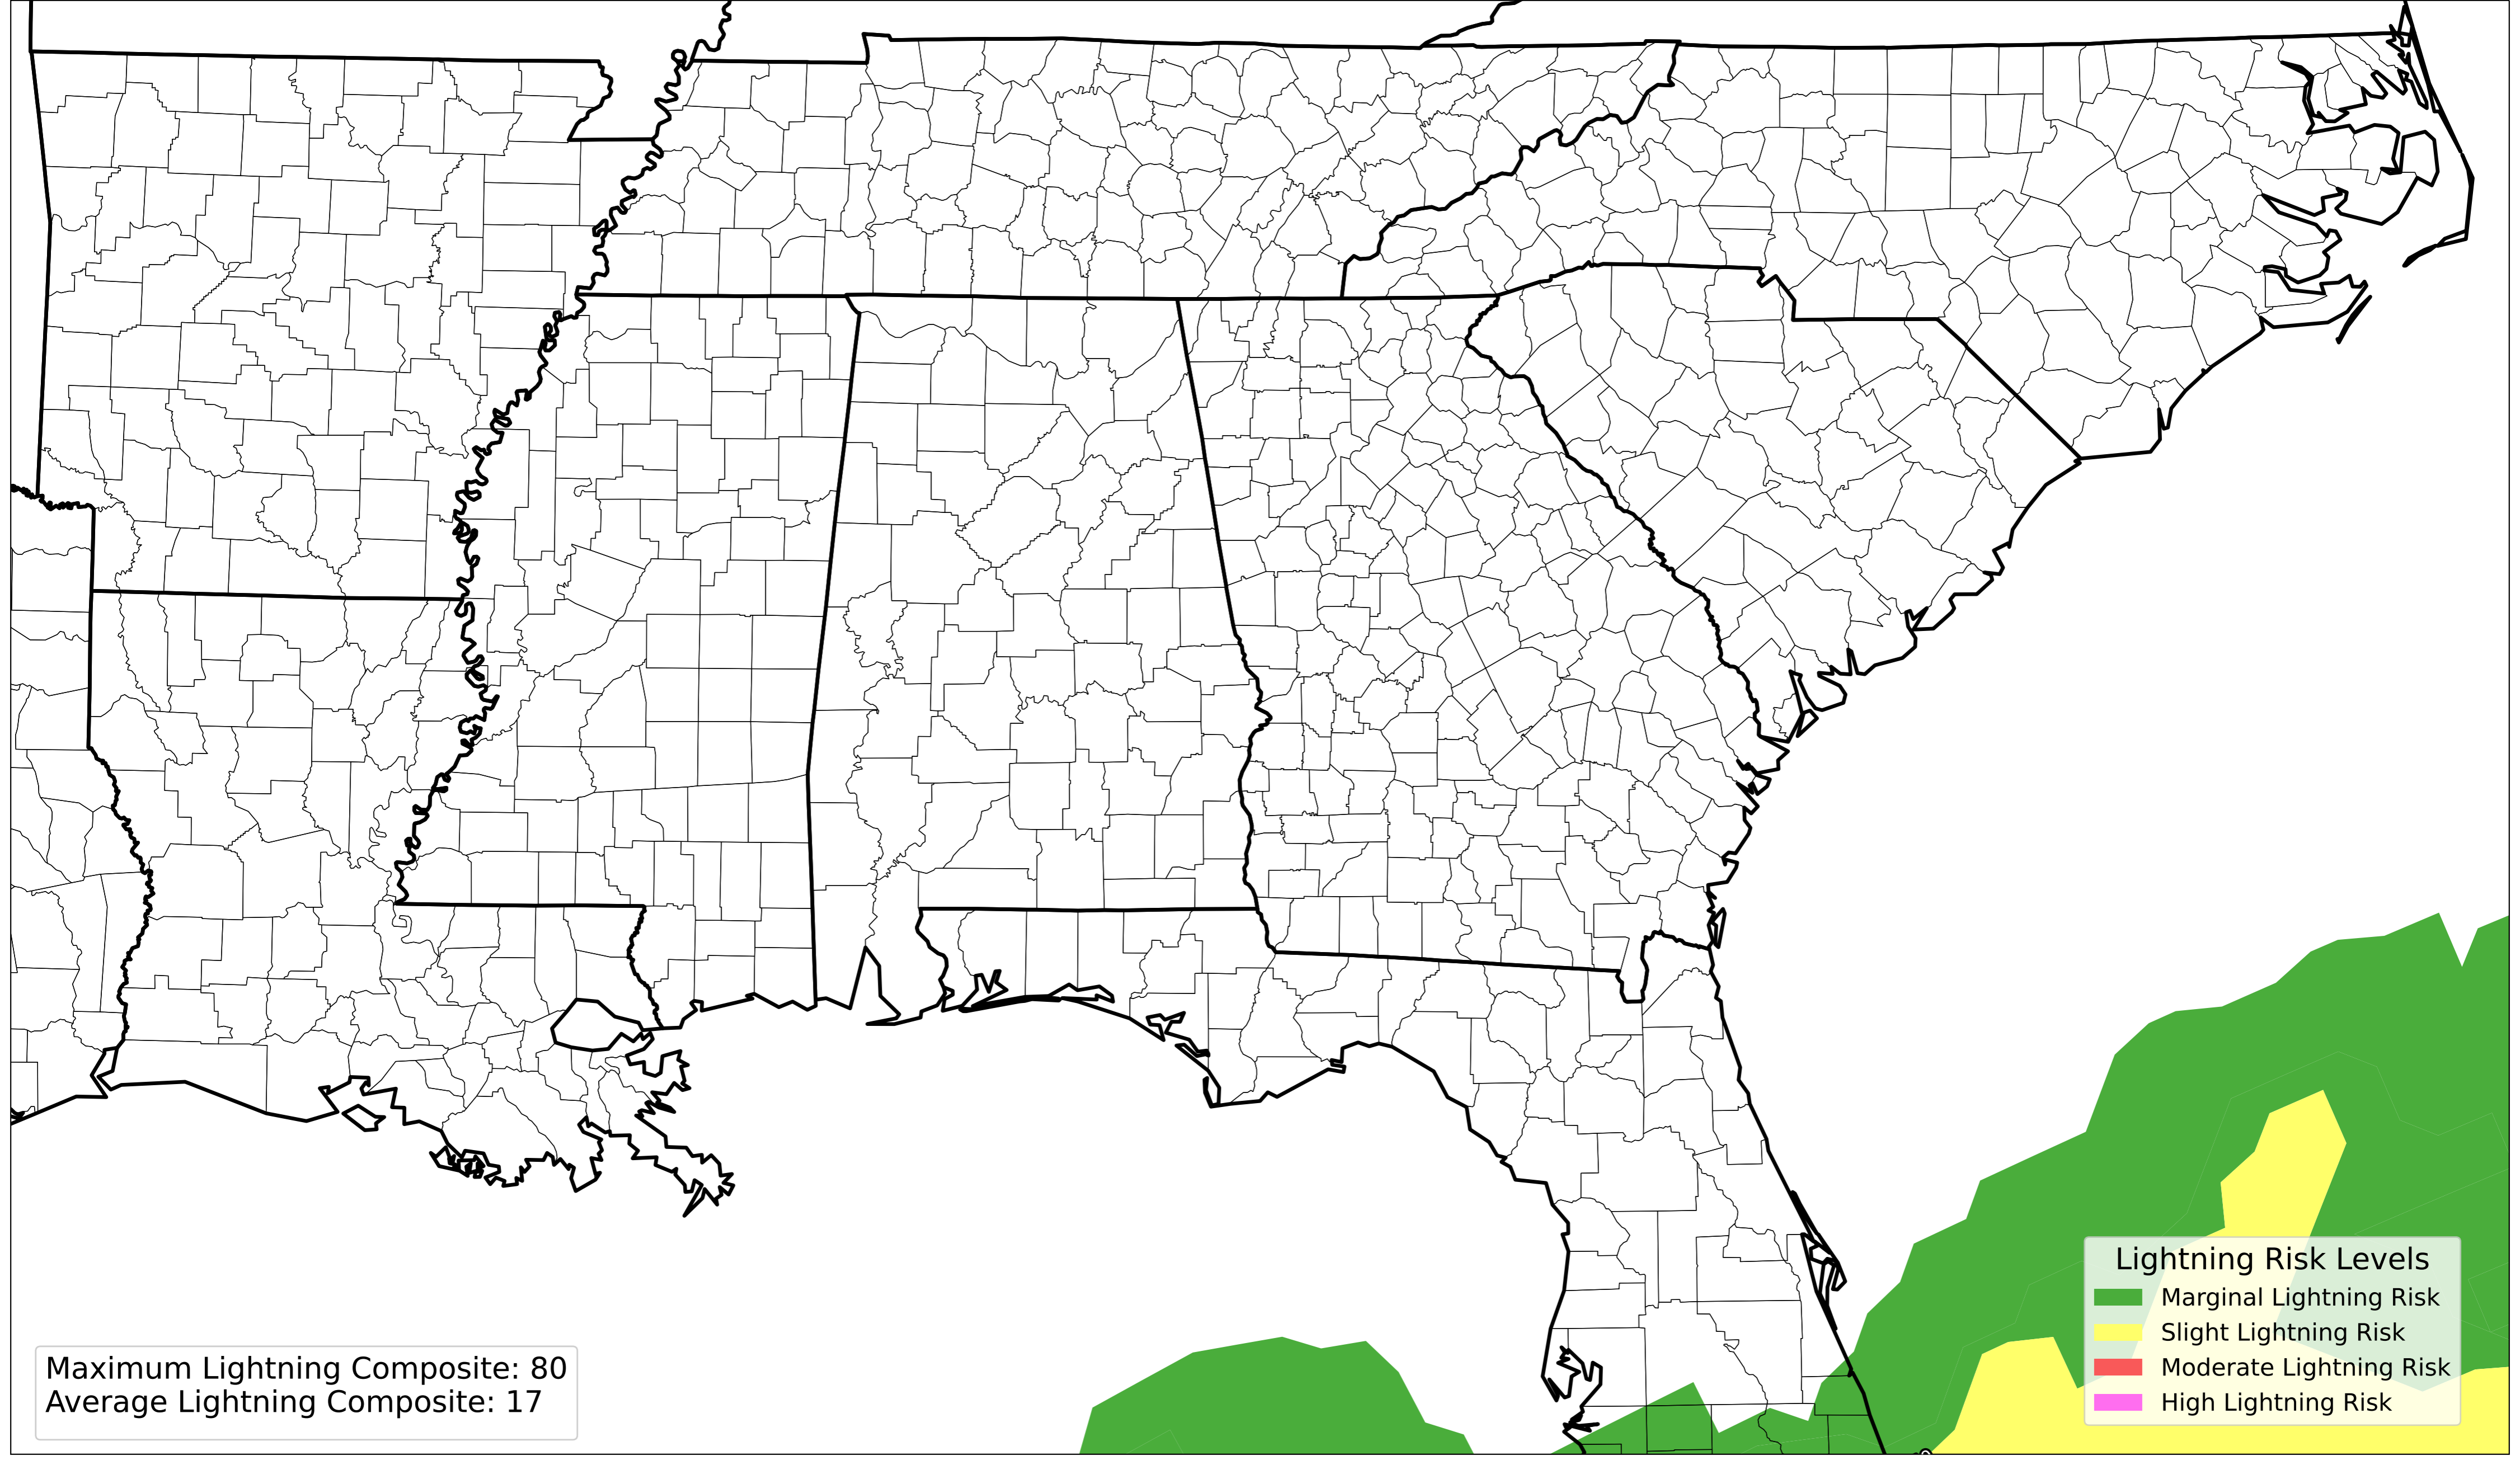 Lightning Risk Levels
Marginal Lightning Risk
Slight Lightning Risk
Moderate Lightning Risk
High Lightning Risk
Maximum Lightning Composite: 80
Average Lightning Composite: 17